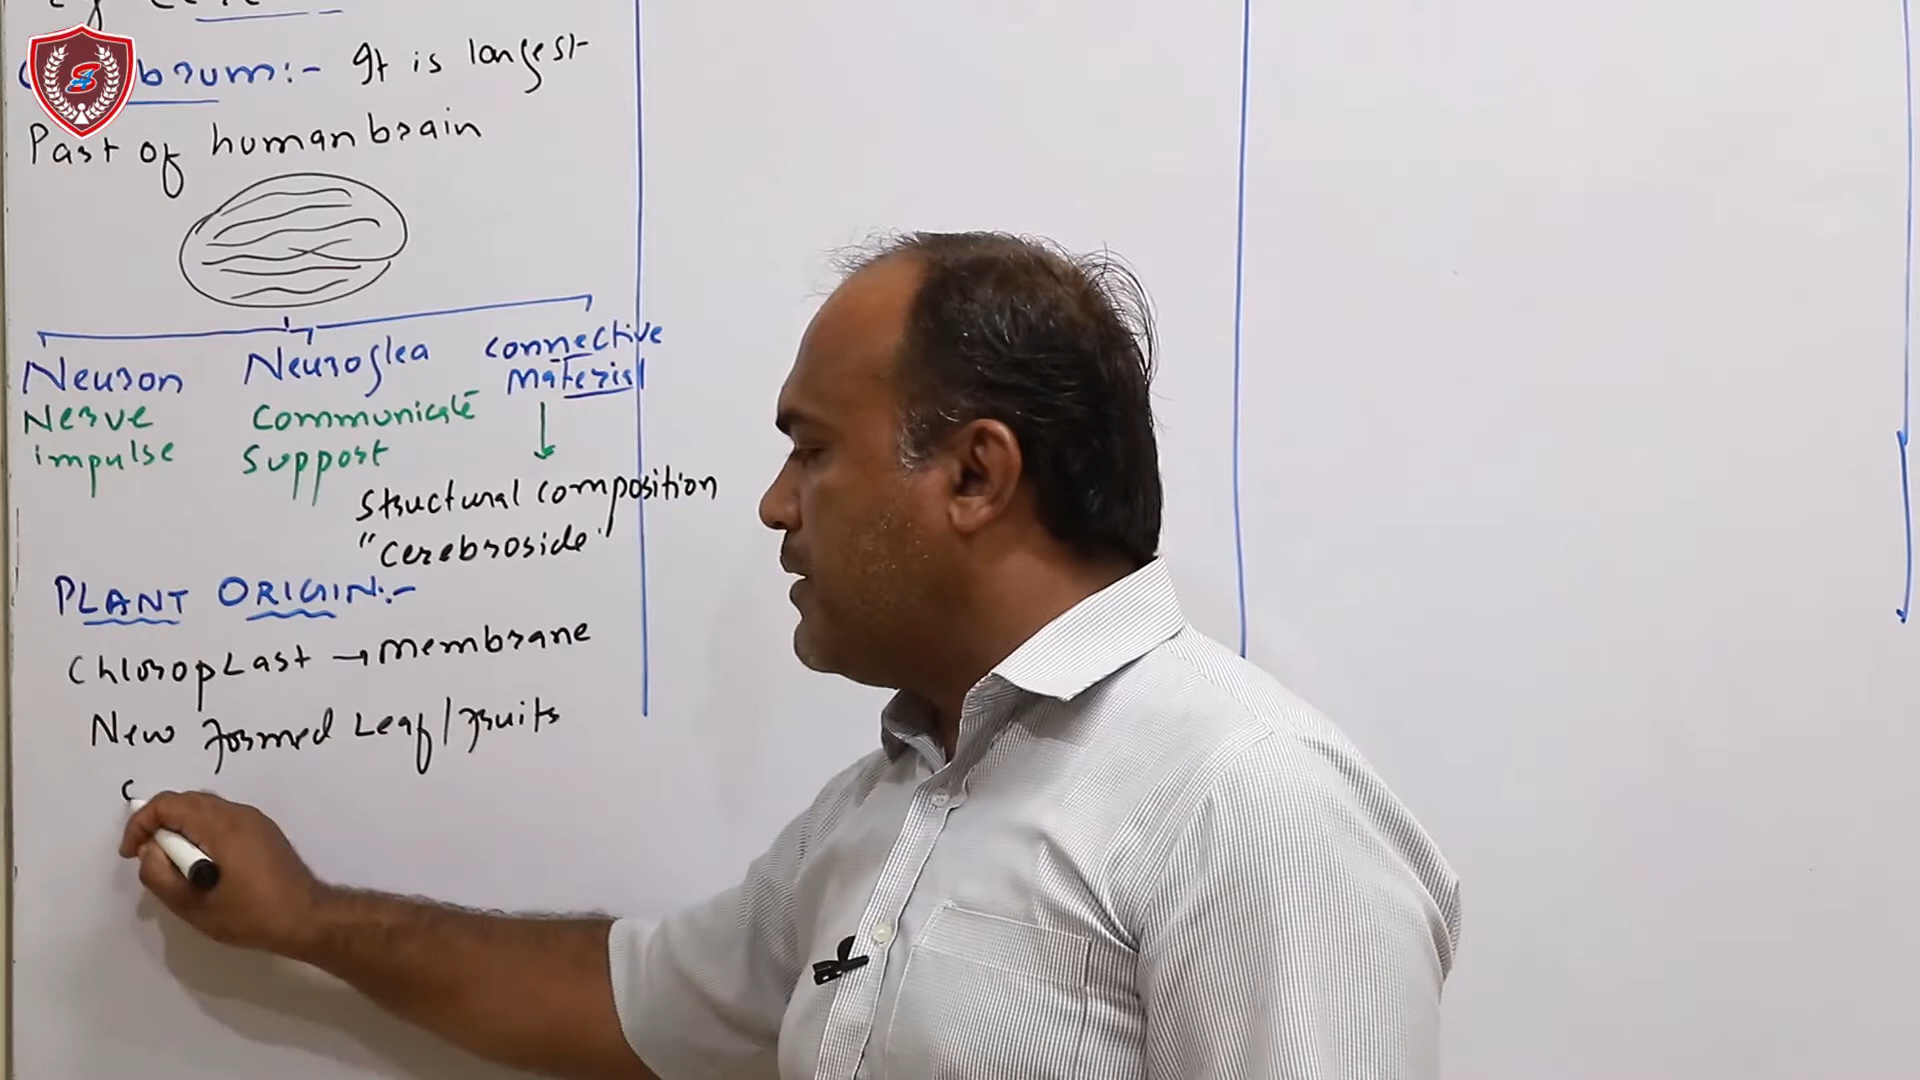 brum:- It is largest
Part of human brain
Neuron Neuroglea connective
material
Nerve communicate
impulse support
structural composition
"cerebroside"
PLANT ORIGIN:-
Chloroplast → membrane
New formed Leaf/fruits